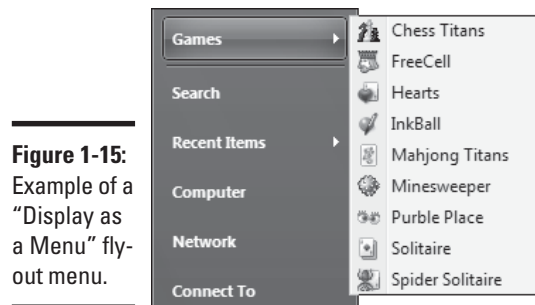 Figure 1-15:
Example of a
“Display as
a Menu” fly-
out menu.
Games
Search
Recent Items
Computer
Network
Connect To
Chess Titans
FreeCell
Hearts
InkBall
Mahjong Titans
Minesweeper
Purble Place
Solitaire
Spider Solitaire